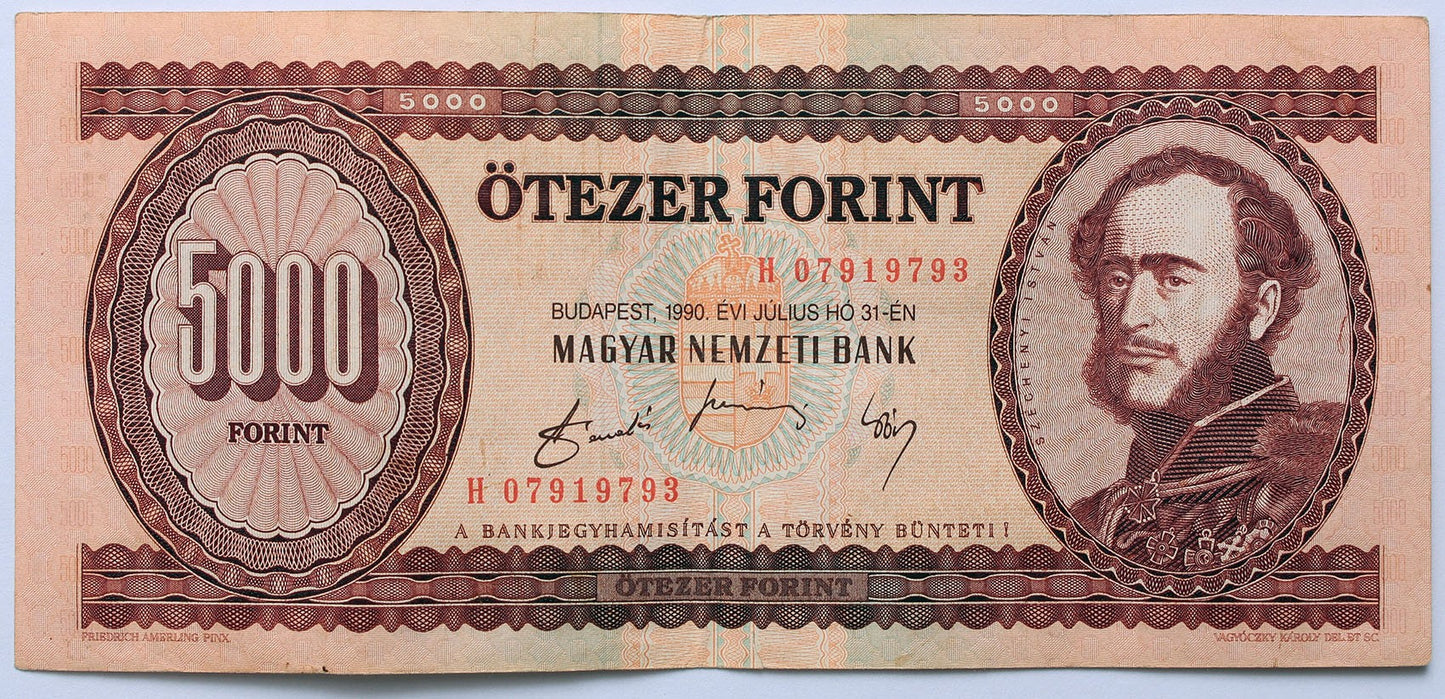 5000 5000
ÖTEZER FORINT
5000
FORINT
H 07919793
BUDAPEST, 1990. ÉVI JÚLIUS HÓ 31-ÉN
MAGYAR NEMZETI BANK
H 07919793
A BANKJEGYHAMISÍTÁST A TÖRVÉNY BÜNTETI!
SZÉCHENYI ISTVÁN
ÖTEZER FORINT
FRIEDRICH AMERLING PINX. VAGYÓCZKY KÁROLY DEL. ET SC.